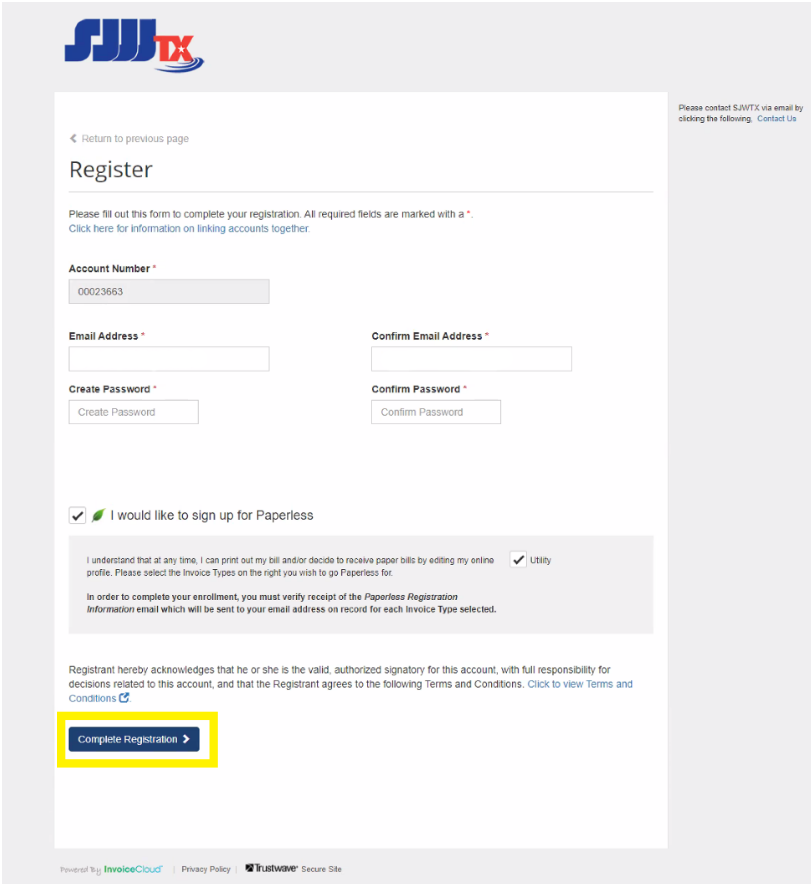 SJWTX
Please contact SJWTX via email by
clicking the following, Contact Us
Return to previous page
Register
Please fill out this form to complete your registration. All required fields are marked with a *.
Click here for information on linking accounts together.
Account Number *
00023663
Email Address * Confirm Email Address *
Create Password * Confirm Password *
Create Password Confirm Password
I would like to sign up for Paperless
I understand that at any time, I can print out my bill and/or decide to receive paper bills by editing my online Utility
profile. Please select the Invoice Types on the right you wish to go Paperless for.
In order to complete your enrollment, you must verify receipt of the Paperless Registration
Information email which will be sent to your email address on record for each Invoice Type selected.
Registrant hereby acknowledges that he or she is the valid, authorized signatory for this account, with full responsibility for
decisions related to this account, and that the Registrant agrees to the following Terms and Conditions. Click to view Terms and
Conditions.
Complete Registration
Powered By InvoiceCloud | Privacy Policy | Trustwave Secure Site